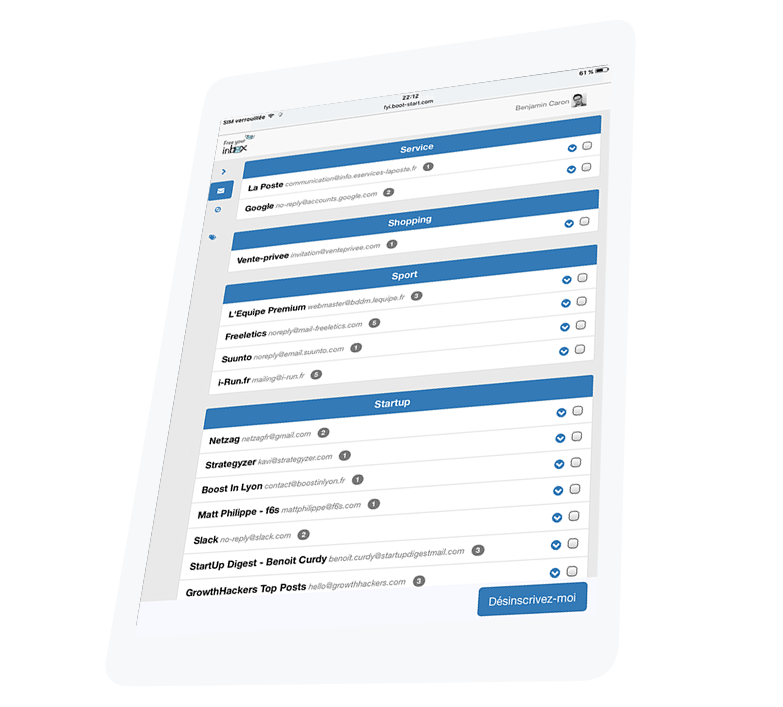 SIM verrouillée
22:12
61 %
fyi.boot-start.com
Free your
inbox
Benjamin Caron
Service
La Poste communication@info.eservices-laposte.fr 1
Google no-reply@accounts.google.com 2
Shopping
Vente-privee invitation@venteprivee.com 1
Sport
L'Equipe Premium webmaster@bddm.lequipe.fr 3
Freeletics noreply@mail-freeletics.com 5
Suunto noreply@email.suunto.com 1
i-Run.fr mailing@i-run.fr 5
Startup
Netzag netzagfr@gmail.com 2
Strategyzer kavi@strategyzer.com 1
Boost In Lyon contact@boostinlyon.fr 1
Matt Philippe - f6s mattphilippe@f6s.com 1
Slack no-reply@slack.com 2
StartUp Digest - Benoit Curdy benoit.curdy@startupdigestmail.com 3
GrowthHackers Top Posts hello@growthhackers.com 3
Désinscrivez-moi